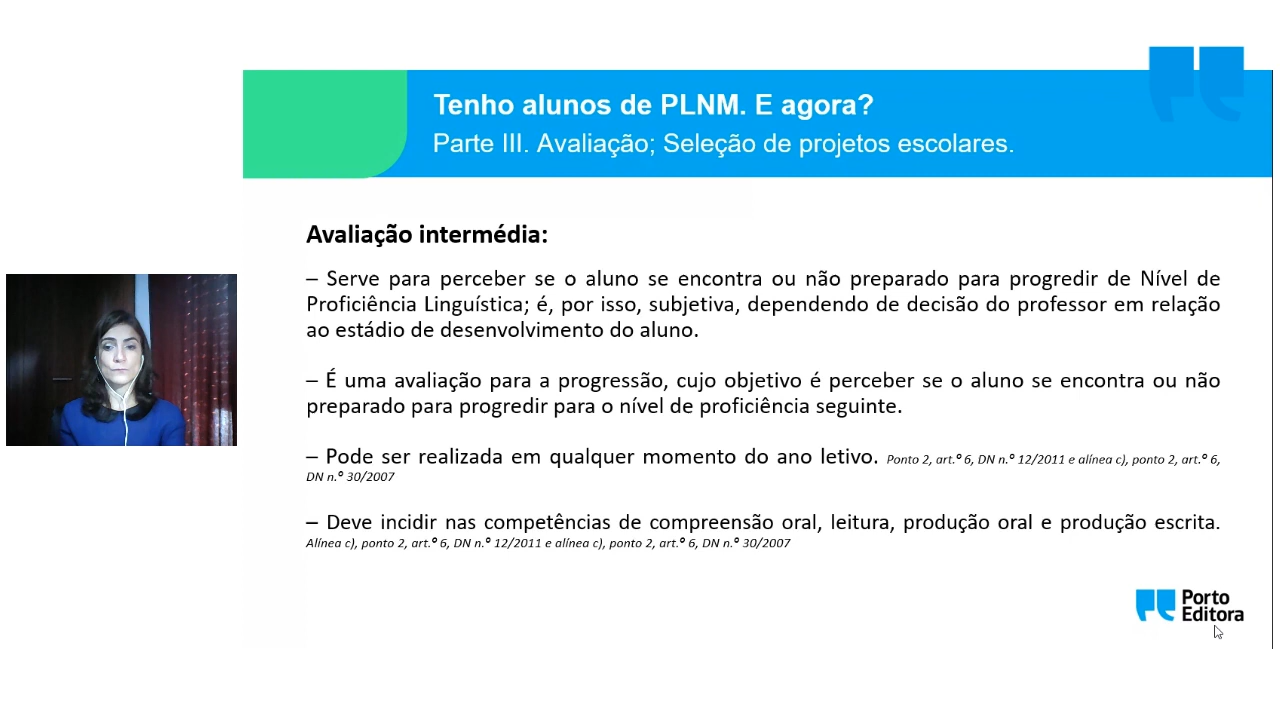 Tenho alunos de PLNM. E agora?
Parte III. Avaliação; Seleção de projetos escolares.
Avaliação intermédia:
– Serve para perceber se o aluno se encontra ou não preparado para progredir de Nível de
Proficiência Linguística; é, por isso, subjetiva, dependendo de decisão do professor em relação
ao estádio de desenvolvimento do aluno.
– É uma avaliação para a progressão, cujo objetivo é perceber se o aluno se encontra ou não
preparado para progredir para o nível de proficiência seguinte.
– Pode ser realizada em qualquer momento do ano letivo. Ponto 2, art.º 6, DN n.º 12/2011 e alínea c), ponto 2, art.º 6,
DN n.º 30/2007
– Deve incidir nas competências de compreensão oral, leitura, produção oral e produção escrita.
Alínea c), ponto 2, art.º 6, DN n.º 12/2011 e alínea c), ponto 2, art.º 6, DN n.º 30/2007
Porto
Editora